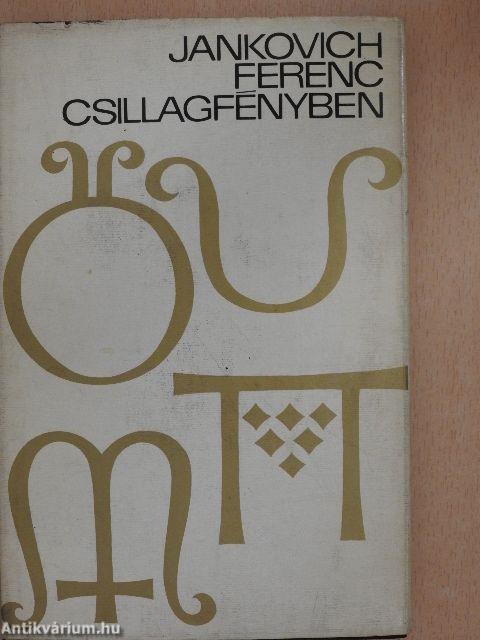 JANKOVICH
FERENC
CSILLAGFÉNYBEN
Antikvárium.hu